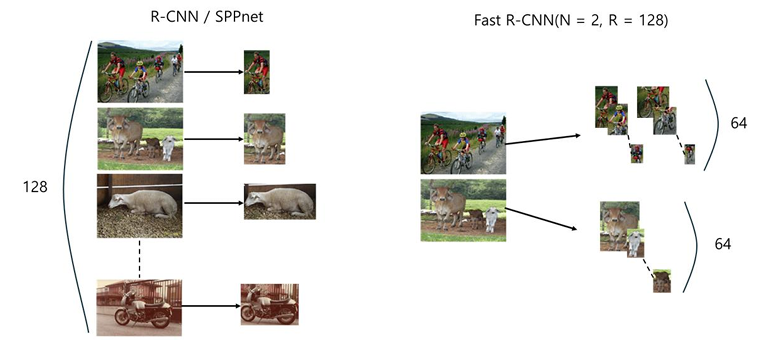 R-CNN / SPPnet
128
Fast R-CNN(N = 2, R = 128)
64
64